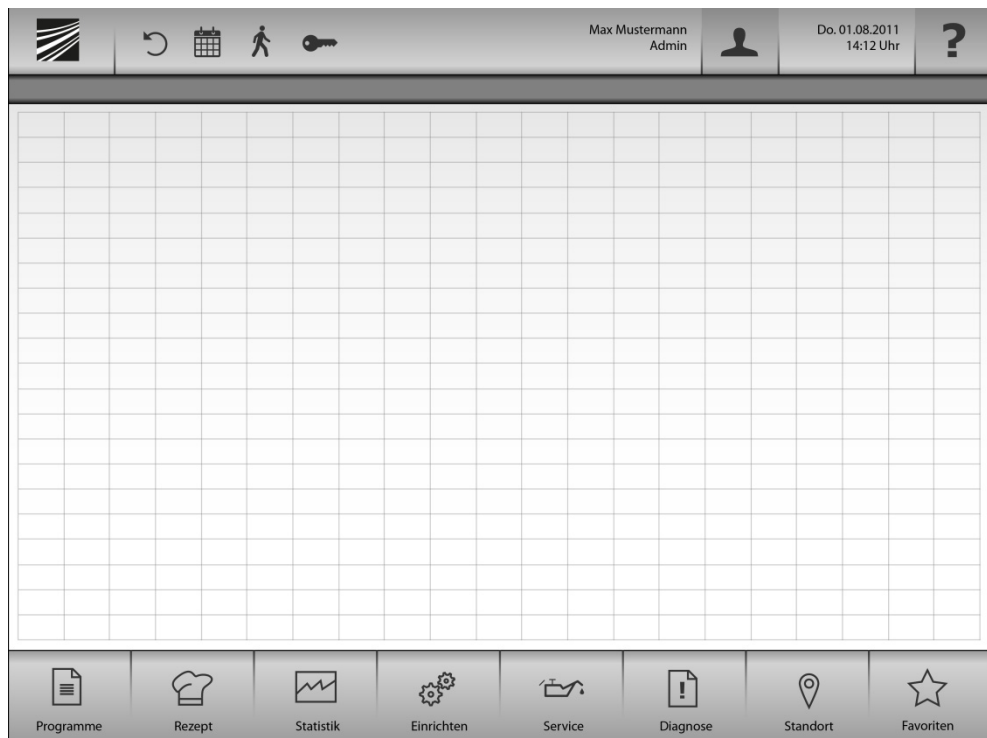 Max Mustermann
Admin
Do. 01.08.2011
14:12 Uhr
?
Programme
Rezept
Statistik
Einrichten
Service
Diagnose
Standort
Favoriten